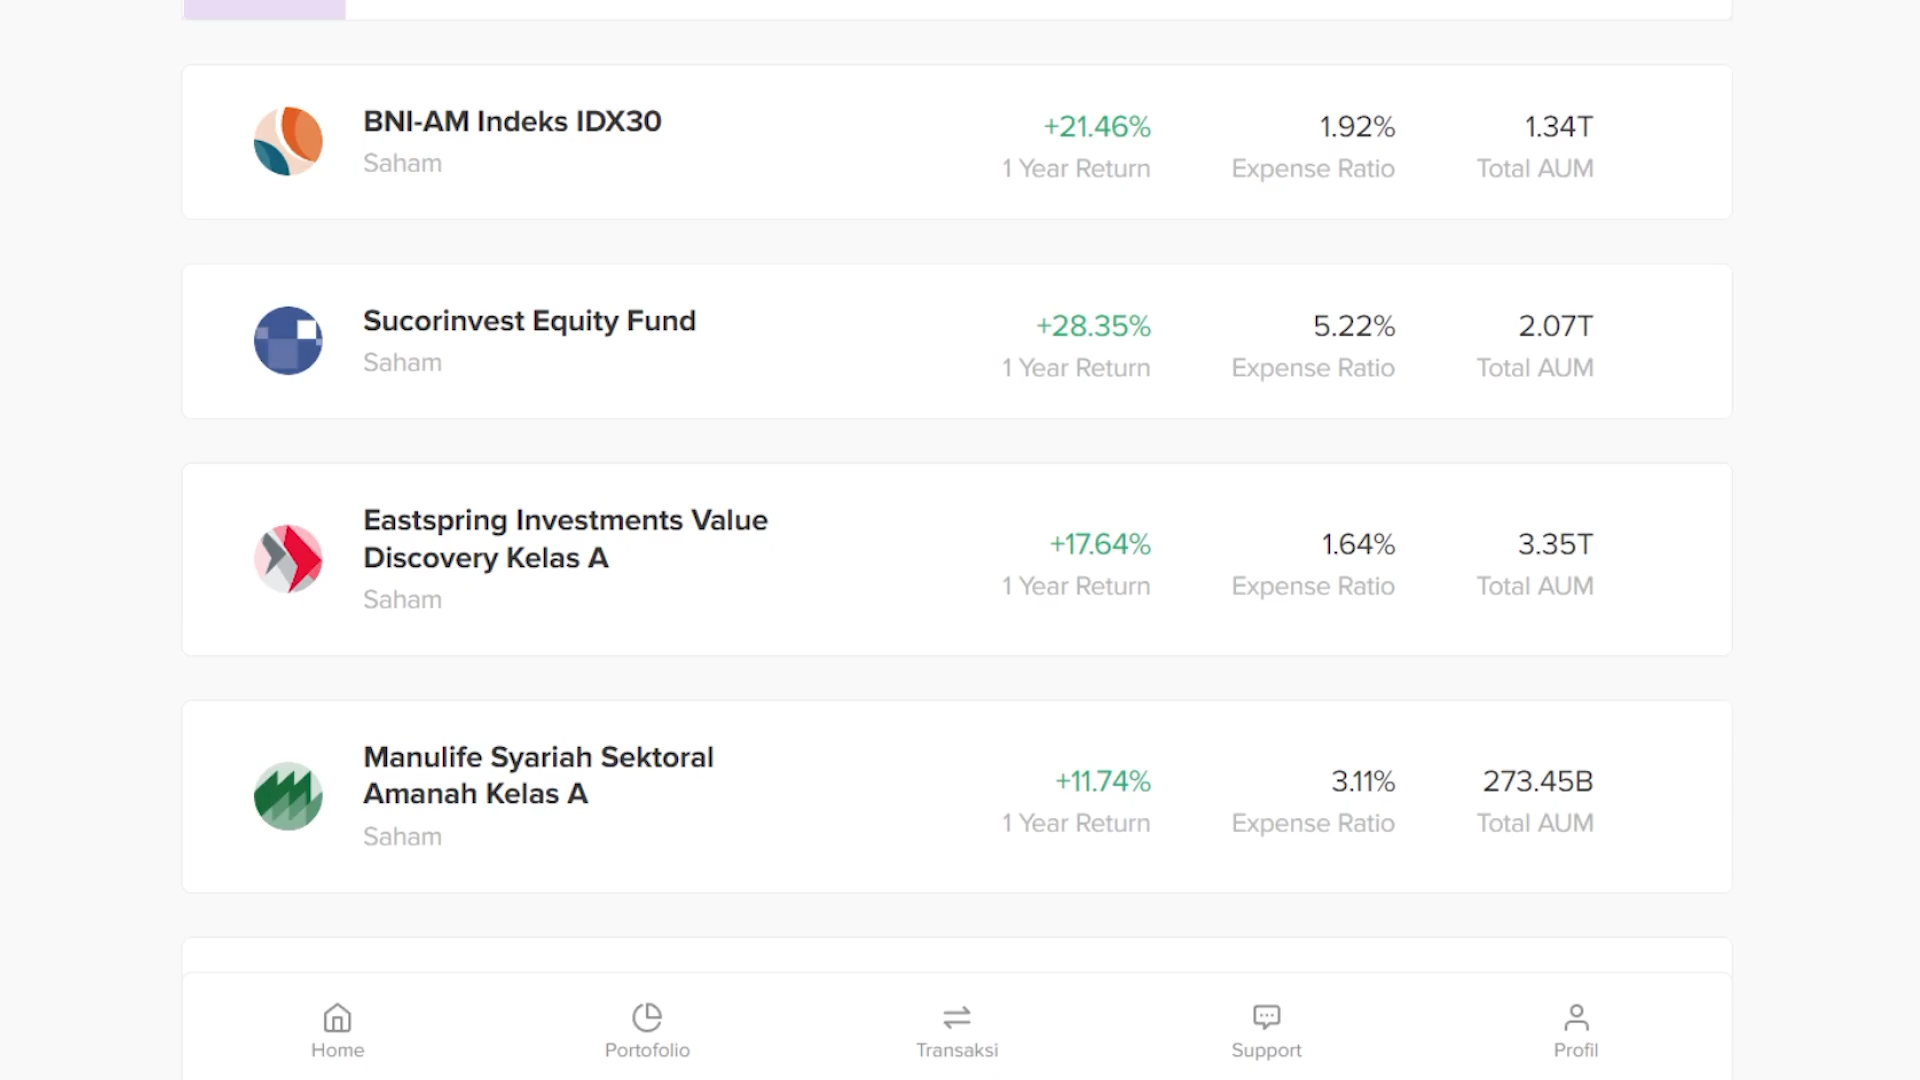 BNI-AM Indeks IDX30
Saham
+21.46%
1 Year Return
1.92%
Expense Ratio
1.34T
Total AUM
Sucorinvest Equity Fund
Saham
+28.35%
1 Year Return
5.22%
Expense Ratio
2.07T
Total AUM
Eastspring Investments Value
Discovery Kelas A
Saham
+17.64%
1 Year Return
1.64%
Expense Ratio
3.35T
Total AUM
Manulife Syariah Sektoral
Amanah Kelas A
Saham
+11.74%
1 Year Return
3.11%
Expense Ratio
273.45B
Total AUM
Home
Portofolio
Transaksi
Support
Profil